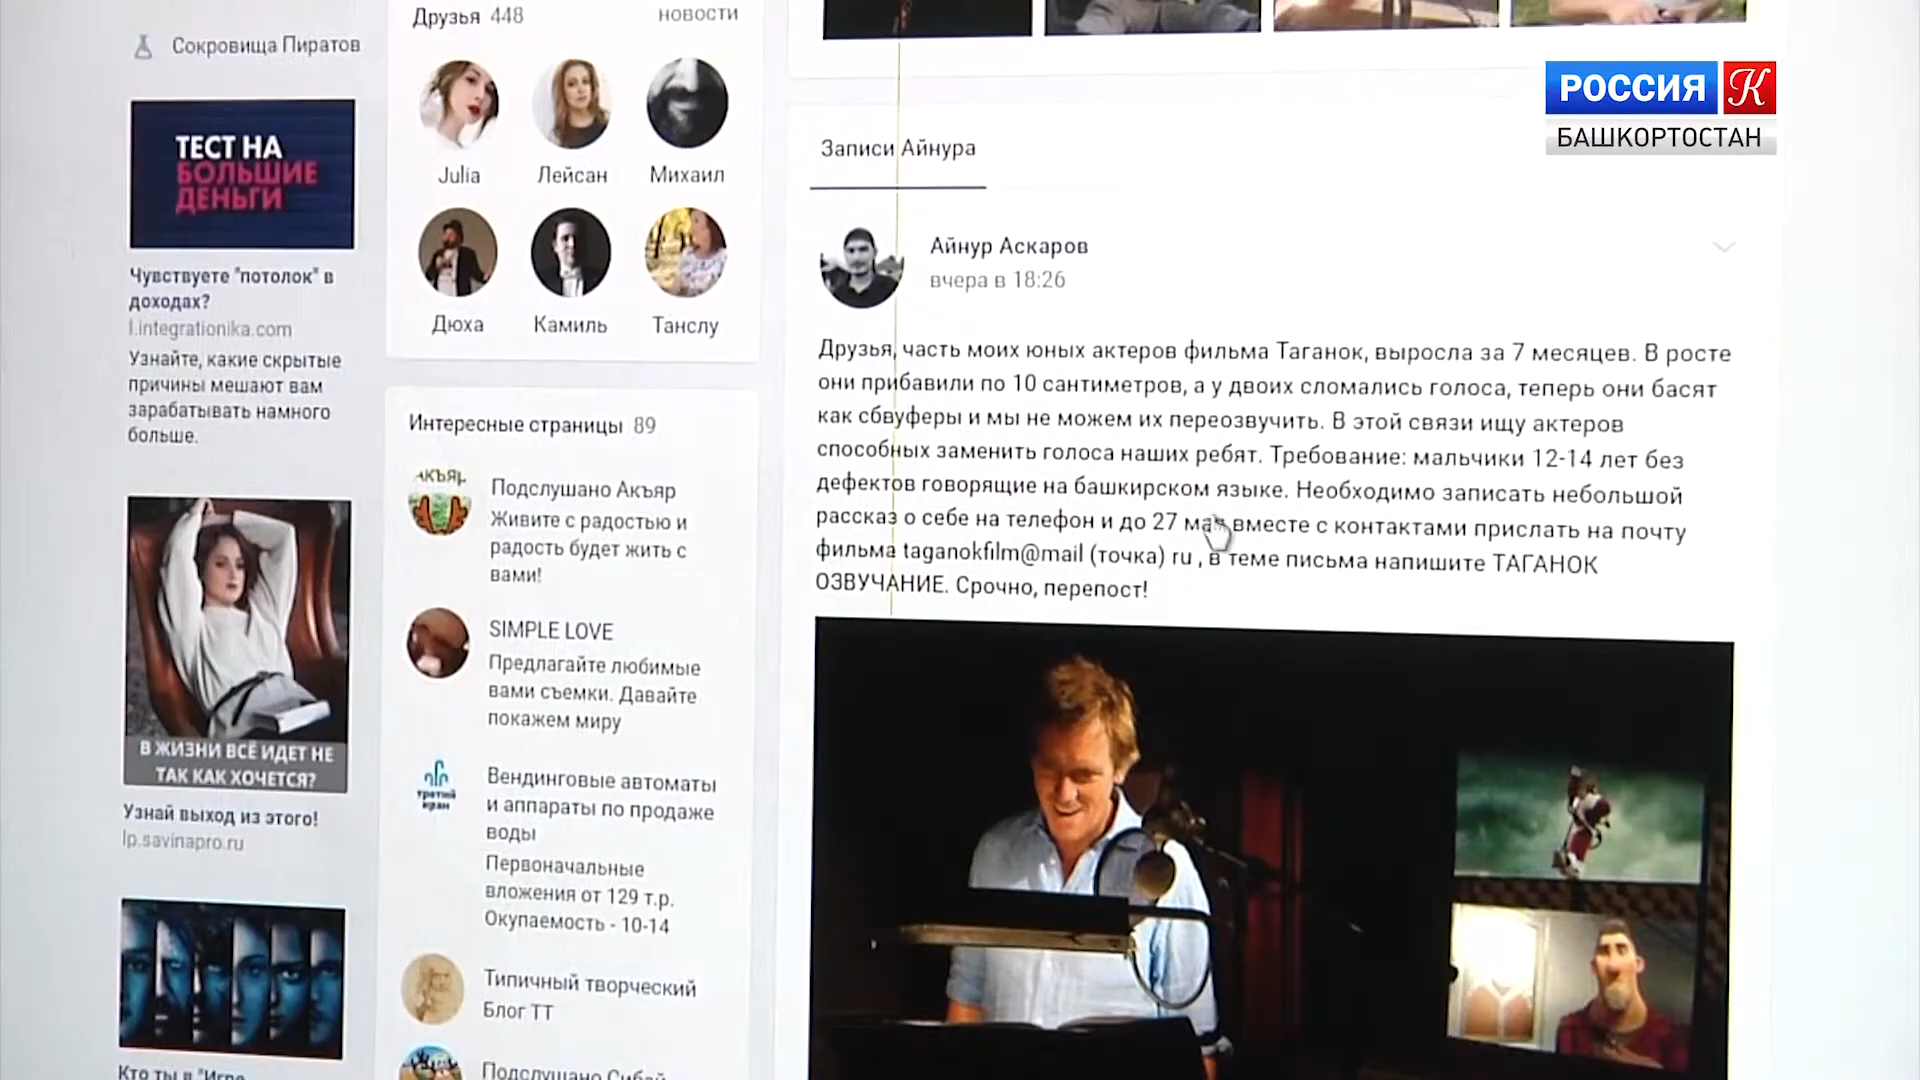 Сокровища Пиратов
ТЕСТ НА
БОЛЬШИЕ
ДЕНЬГИ
Чувствуете "потолок" в
доходах?
l.integrationika.com
Узнайте, какие скрытые
причины мешают вам
зарабатывать намного
больше.
В ЖИЗНИ ВСЁ ИДЕТ НЕ
ТАК КАК ХОЧЕТСЯ?
Узнай выход из этого!
lp.savinapro.ru
Кто ты в "Игре
Друзья 448
новости
Julia
Лейсан
Михаил
Дюха
Камиль
Танслу
Интересные страницы 89
АКЪЯР
Подслушано Акъяр
Живите с радостью и
радость будет жить с
вами!
SIMPLE LOVE
Предлагайте любимые
вами съемки. Давайте
покажем миру
третий
кран
Вендинговые автоматы
и аппараты по продаже
воды
Первоначальные
вложения от 129 т.р.
Окупаемость - 10-14
Типичный творческий
Блог ТТ
Подслушано Сибай
РОССИЯ К
БАШКОРТОСТАН
Записи Айнура
Айнур Аскаров
вчера в 18:26
Друзья, часть моих юных актеров фильма Таганок, выросла за 7 месяцев. В росте
они прибавили по 10 сантиметров, а у двоих сломались голоса, теперь они басят
как сбвуферы и мы не можем их переозвучить. В этой связи ищу актеров
способных заменить голоса наших ребят. Требование: мальчики 12-14 лет без
дефектов говорящие на башкирском языке. Необходимо записать небольшой
рассказ о себе на телефон и до 27 мая вместе с контактами прислать на почту
фильма taganokfilm@mail (точка) ru , в теме письма напишите ТАГАНОК
ОЗВУЧАНИЕ. Срочно, перепост!